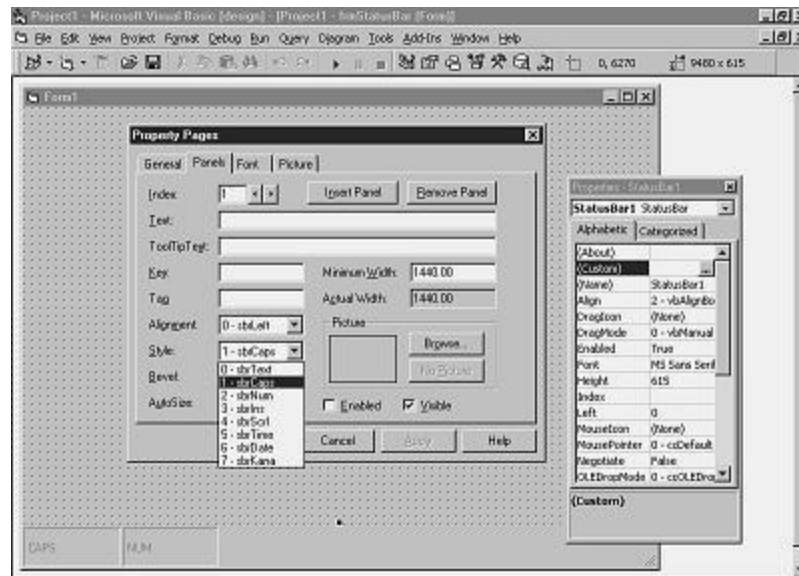 Project1 - Microsoft Visual Basic [design] - [Project1 - frmStatusBar (Form)]
File Edit View Project Format Debug Run Query Diagram Tools Add-Ins Window Help
0, 6270
9480 x 615
Form1
Property Pages
General Panels Font Picture
Index: 1
Insert Panel
Remove Panel
Text:
ToolTipText:
Key:
Minimum Width: 1440.00
Tag
Actual Width: 1440.00
Alignment 0 - sbrLeft
Picture
Style: 1 - sbrCaps
Browse...
No Picture
Bevel:
0 - sbrText
1 - sbrCaps
2 - sbrNum
3 - sbrIns
4 - sbrScrl
5 - sbrTime
6 - sbrDate
7 - sbrKana
AutoSize:
Enabled
Visible
Cancel
Apply
Help
Properties - StatusBar1
StatusBar1 StatusBar
Alphabetic Categorized
(About)
(Custom) ...
(Name) StatusBar1
Align 2 - vbAlignBo
DragIcon (None)
DragMode 0 - vbManual
Enabled True
Font MS Sans Serif
Height 615
Index
Left 0
MouseIcon (None)
MousePointer 0 - ccDefault
Negotiate False
OLEDropMode 0 - ccOLEDro
(Custom)
CAPS
NUM